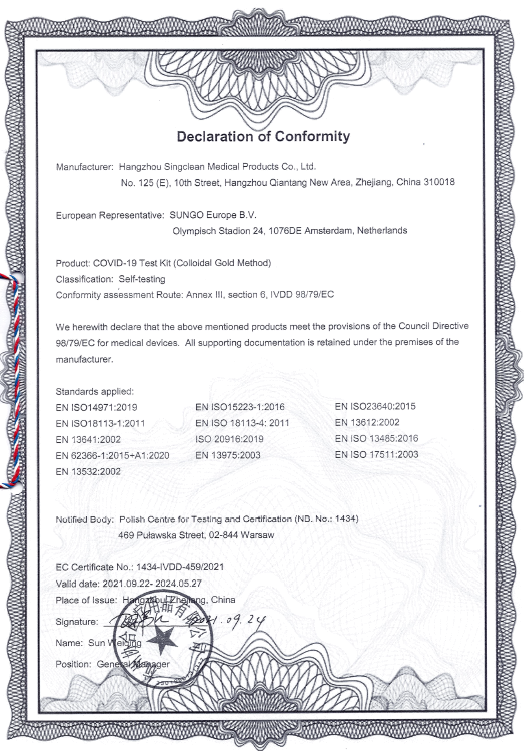 Declaration of Conformity
Manufacturer: Hangzhou Singclean Medical Products Co., Ltd.
No. 125 (E), 10th Street, Hangzhou Qiantang New Area, Zhejiang, China 310018
European Representative: SUNGO Europe B.V.
Olympisch Stadion 24, 1076DE Amsterdam, Netherlands
Product: COVID-19 Test Kit (Colloidal Gold Method)
Classification: Self-testing
Conformity assessment Route: Annex III, section 6, IVDD 98/79/EC
We herewith declare that the above mentioned products meet the provisions of the Council Directive
98/79/EC for medical devices. All supporting documentation is retained under the premises of the
manufacturer.
Standards applied:
EN ISO14971:2019 EN ISO15223-1:2016 EN ISO23640:2015
EN ISO18113-1:2011 EN ISO 18113-4: 2011 EN 13612:2002
EN 13641:2002 ISO 20916:2019 EN ISO 13485:2016
EN 62366-1:2015+A1:2020 EN 13975:2003 EN ISO 17511:2003
EN 13532:2002
Notified Body: Polish Centre for Testing and Certification (NB. No.: 1434)
469 Puławska Street, 02-844 Warsaw
EC Certificate No.: 1434-IVDD-459/2021
Valid date: 2021.09.22- 2024.05.27
Place of Issue: Hangzhou Zhejiang, China
Signature: 2021.09.24
Name: Sun Weiqing
Position: General Manager